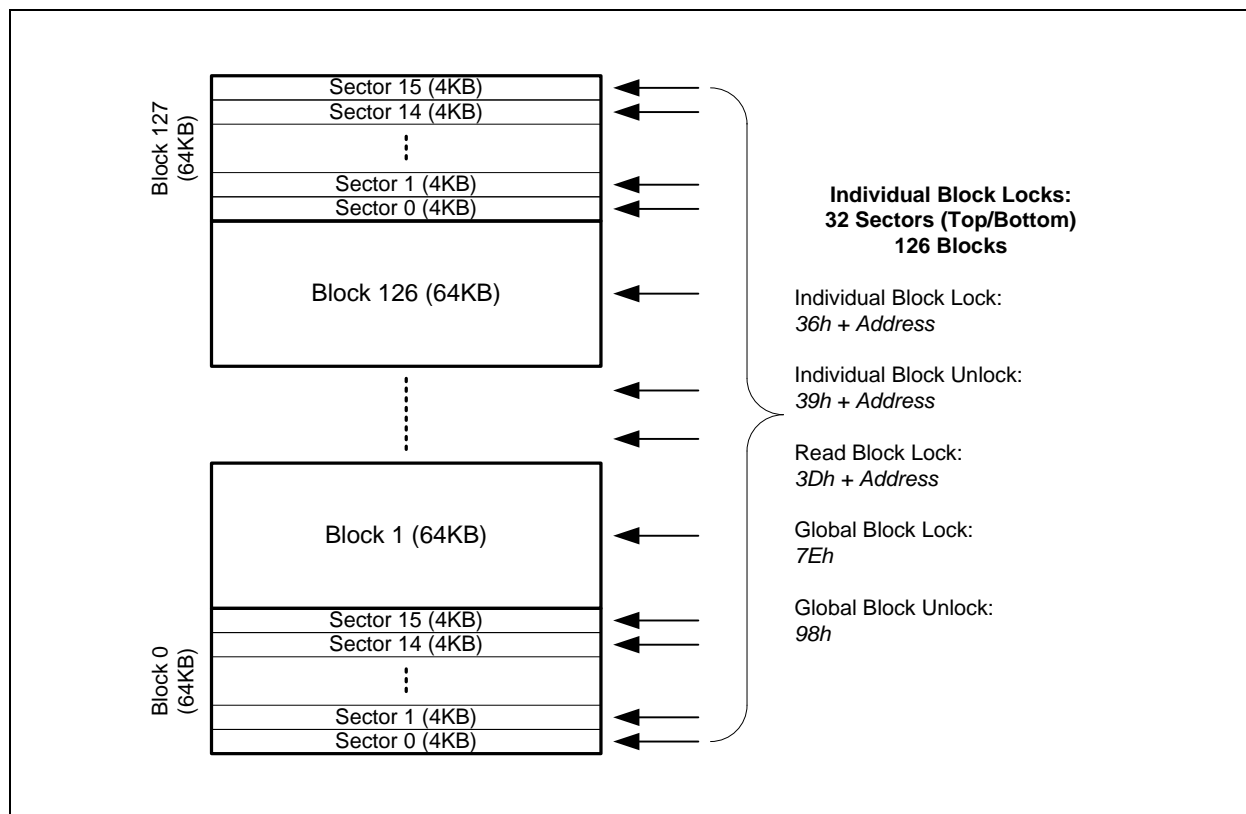 Block 127
(64KB)
Sector 15 (4KB)
Sector 14 (4KB)
Sector 1 (4KB)
Sector 0 (4KB)
Block 126 (64KB)
Block 1 (64KB)
Block 0
(64KB)
Sector 15 (4KB)
Sector 14 (4KB)
Sector 1 (4KB)
Sector 0 (4KB)
Individual Block Locks:
32 Sectors (Top/Bottom)
126 Blocks
Individual Block Lock:
36h + Address
Individual Block Unlock:
39h + Address
Read Block Lock:
3Dh + Address
Global Block Lock:
7Eh
Global Block Unlock:
98h